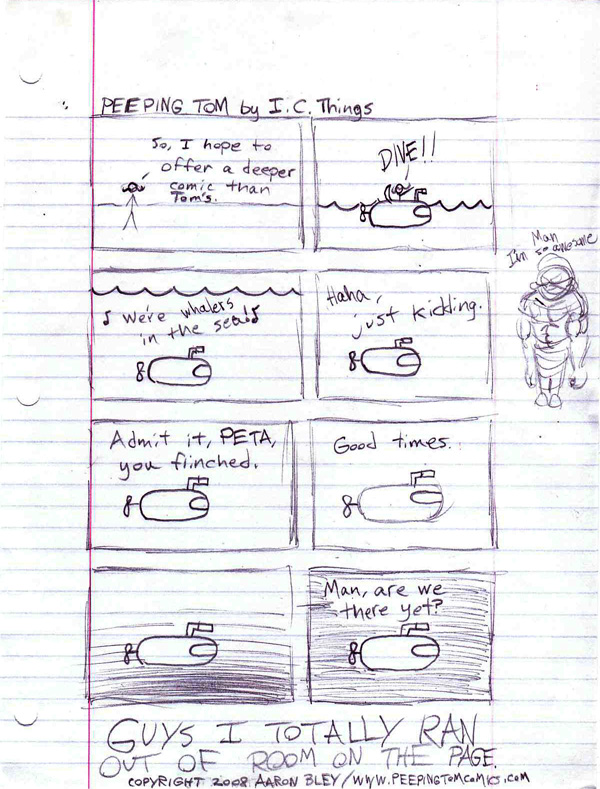 PEEPING TOM by I.C. Things
So, I hope to
offer a deeper
comic than
Tom's.
DIVE!!
♪ We're whalers
in the sea! ♪
Haha,
just kidding.
Man
I'm so awesome
Admit it, PETA,
you flinched.
Good times.
Man, are we
there yet?
GUYS I TOTALLY RAN
OUT OF ROOM ON THE PAGE.
COPYRIGHT 2008 AARON BLEY/WWW.PEEPINGTOMCOMICS.COM